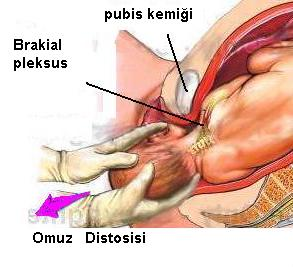 pubis kemiği
Brakial
pleksus
Omuz Distosisi